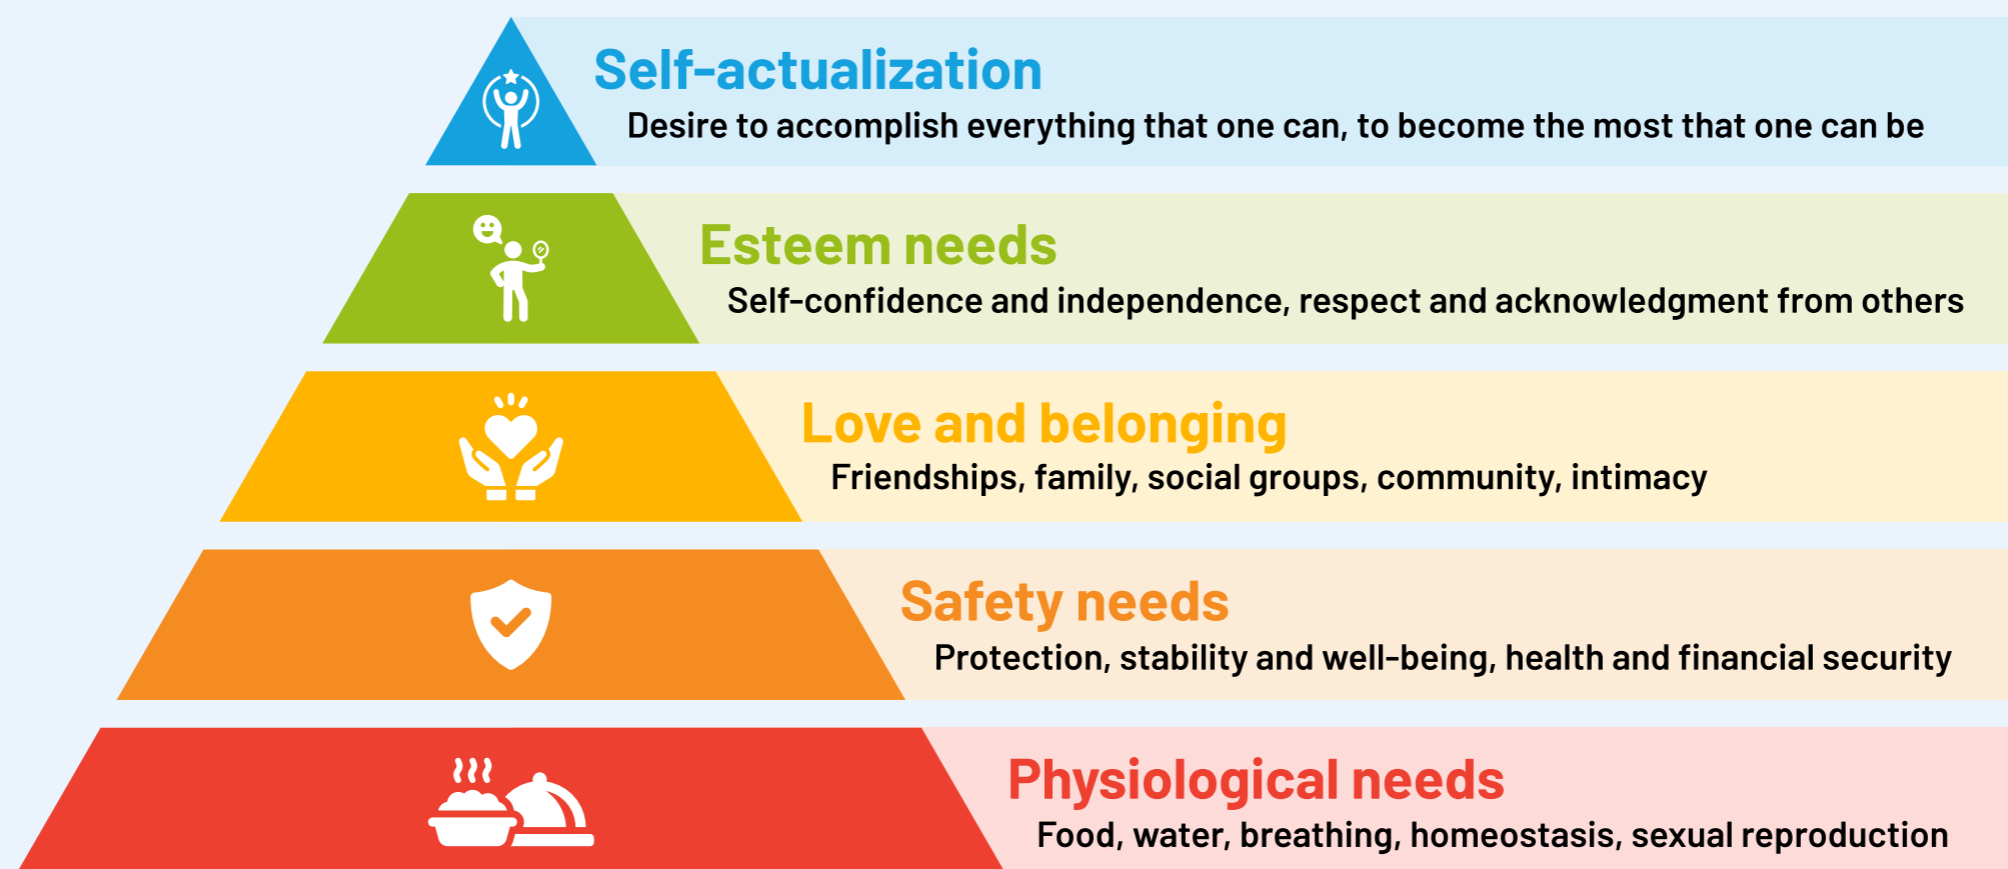 Self-actualization
Desire to accomplish everything that one can, to become the most that one can be
Esteem needs
Self-confidence and independence, respect and acknowledgment from others
Love and belonging
Friendships, family, social groups, community, intimacy
Safety needs
Protection, stability and well-being, health and financial security
Physiological needs
Food, water, breathing, homeostasis, sexual reproduction